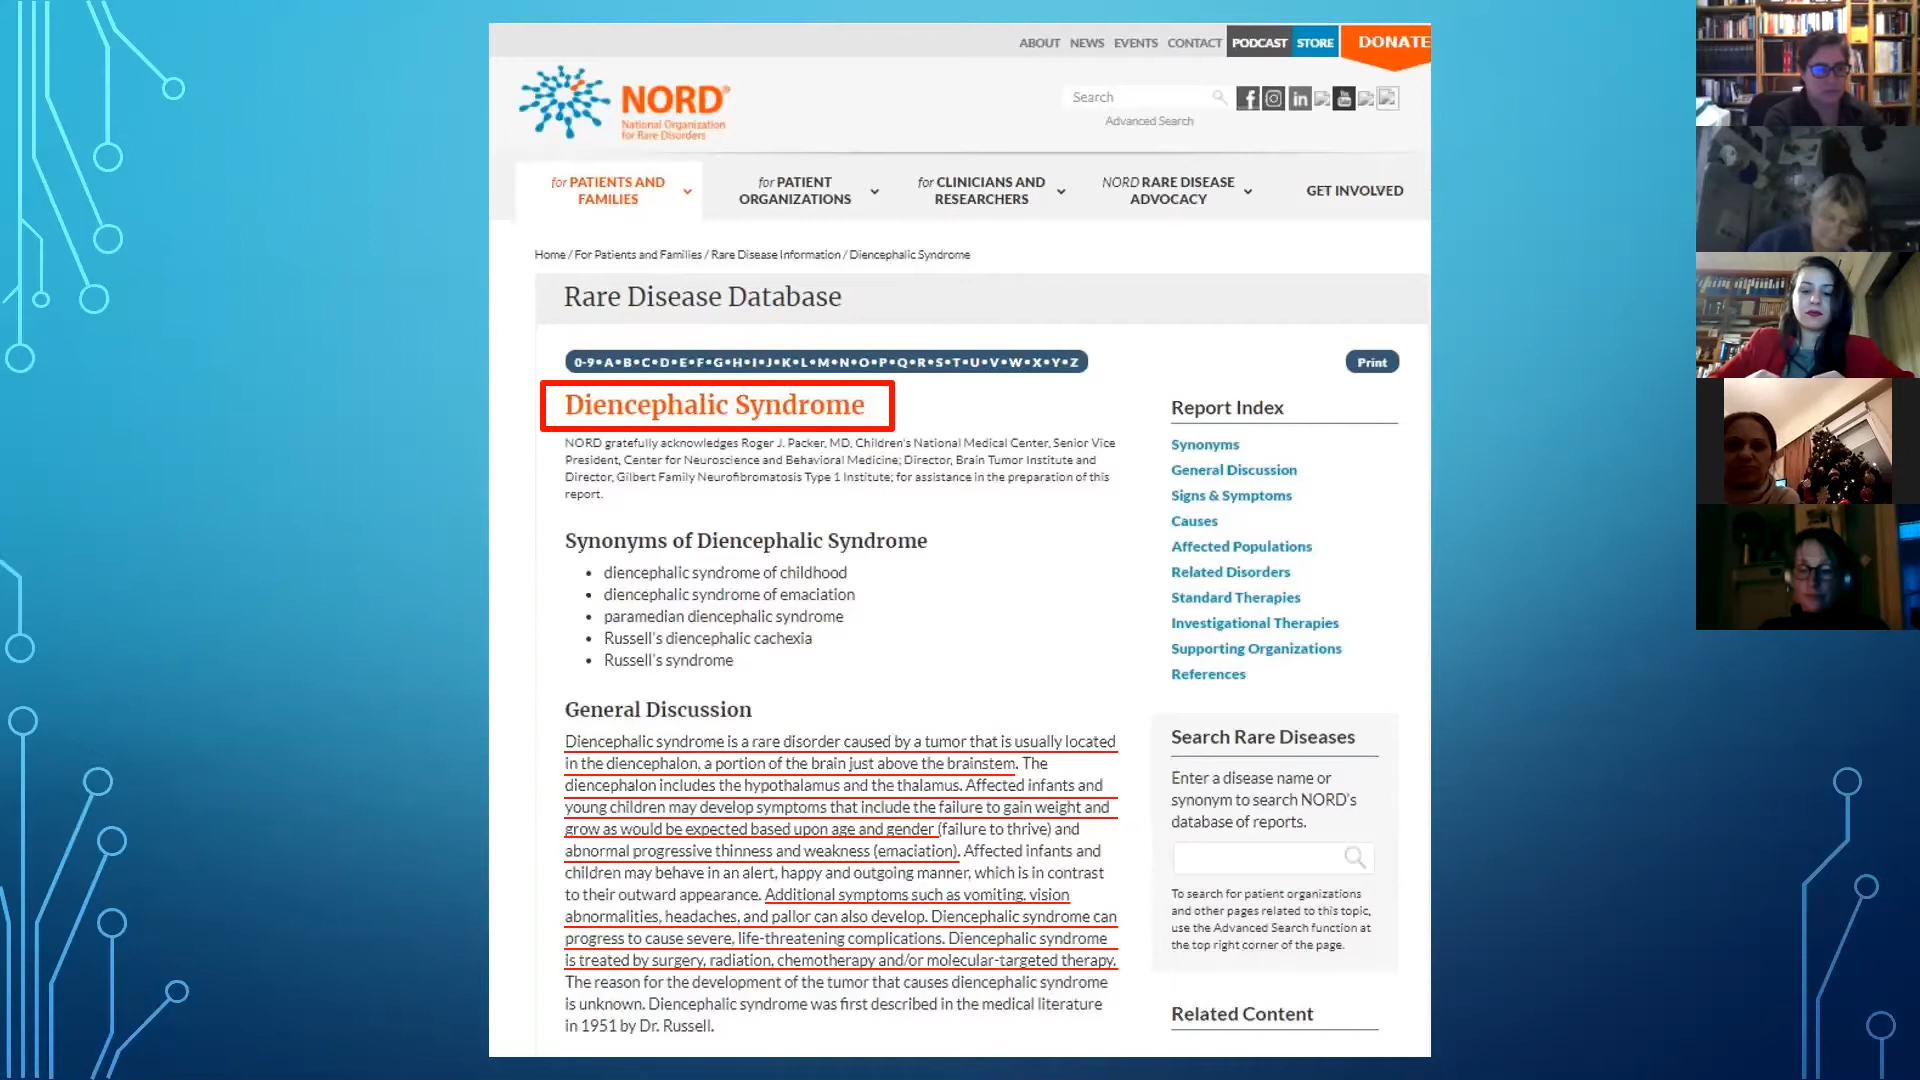 ABOUT NEWS EVENTS CONTACT PODCAST STORE DONATE
NORD®
National Organization
for Rare Disorders
Search
Advanced Search
for PATIENTS AND
FAMILIES
for PATIENT
ORGANIZATIONS
for CLINICIANS AND
RESEARCHERS
NORD RARE DISEASE
ADVOCACY
GET INVOLVED
Home / For Patients and Families / Rare Disease Information / Diencephalic Syndrome
Rare Disease Database
0-9•A•B•C•D•E•F•G•H•I•J•K•L•M•N•O•P•Q•R•S•T•U•V•W•X•Y•Z
Print
Diencephalic Syndrome
NORD gratefully acknowledges Roger J. Packer, MD, Children's National Medical Center, Senior Vice
President, Center for Neuroscience and Behavioral Medicine; Director, Brain Tumor Institute and
Director, Gilbert Family Neurofibromatosis Type 1 Institute; for assistance in the preparation of this
report.
Synonyms of Diencephalic Syndrome
• diencephalic syndrome of childhood
• diencephalic syndrome of emaciation
• paramedian diencephalic syndrome
• Russell's diencephalic cachexia
• Russell's syndrome
General Discussion
Diencephalic syndrome is a rare disorder caused by a tumor that is usually located
in the diencephalon, a portion of the brain just above the brainstem. The
diencephalon includes the hypothalamus and the thalamus. Affected infants and
young children may develop symptoms that include the failure to gain weight and
grow as would be expected based upon age and gender (failure to thrive) and
abnormal progressive thinness and weakness (emaciation). Affected infants and
children may behave in an alert, happy and outgoing manner, which is in contrast
to their outward appearance. Additional symptoms such as vomiting, vision
abnormalities, headaches, and pallor can also develop. Diencephalic syndrome can
progress to cause severe, life-threatening complications. Diencephalic syndrome
is treated by surgery, radiation, chemotherapy and/or molecular-targeted therapy.
The reason for the development of the tumor that causes diencephalic syndrome
is unknown. Diencephalic syndrome was first described in the medical literature
in 1951 by Dr. Russell.
Report Index
Synonyms
General Discussion
Signs & Symptoms
Causes
Affected Populations
Related Disorders
Standard Therapies
Investigational Therapies
Supporting Organizations
References
Search Rare Diseases
Enter a disease name or
synonym to search NORD's
database of reports.
To search for patient organizations
and other pages related to this topic,
use the Advanced Search function at
the top right corner of the page.
Related Content